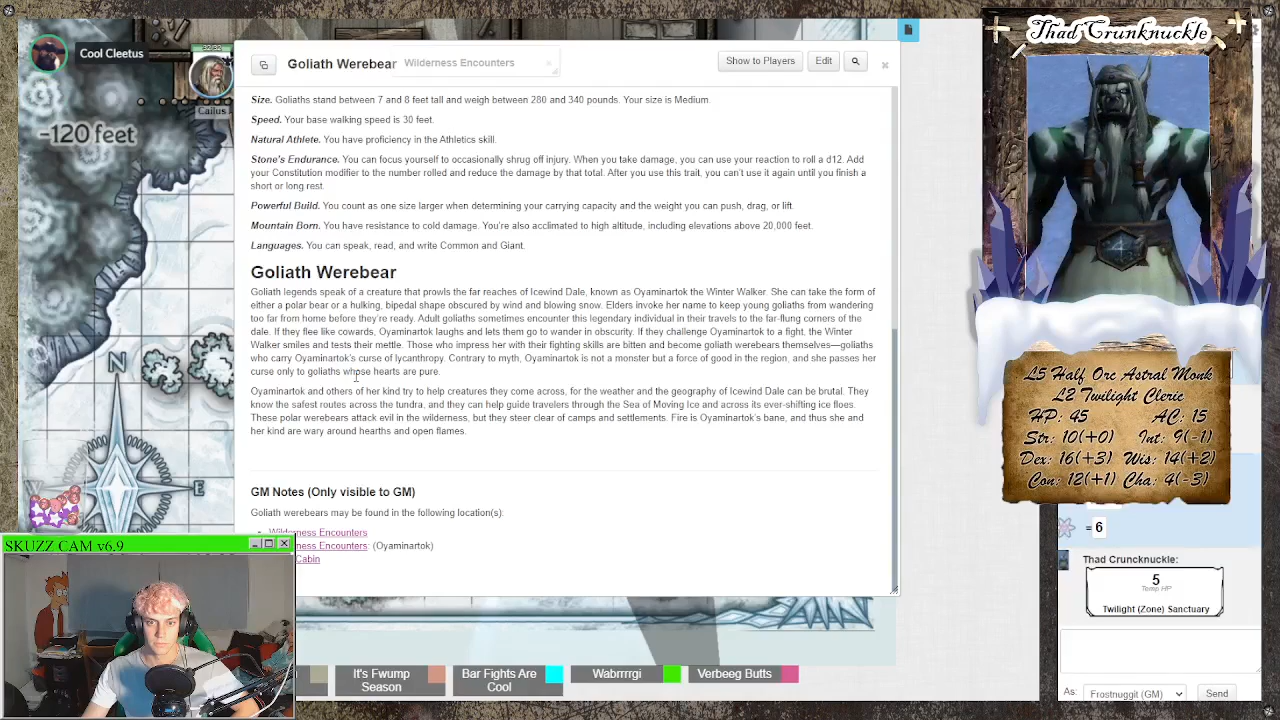 Cool Cleetus
32/32
Cailus
-120 feet
Goliath Werebear
Wilderness Encounters
Show to Players
Edit
Size. Goliaths stand between 7 and 8 feet tall and weigh between 280 and 340 pounds. Your size is Medium.
Speed. Your base walking speed is 30 feet.
Natural Athlete. You have proficiency in the Athletics skill.
Stone's Endurance. You can focus yourself to occasionally shrug off injury. When you take damage, you can use your reaction to roll a d12. Add
your Constitution modifier to the number rolled and reduce the damage by that total. After you use this trait, you can't use it again until you finish a
short or long rest.
Powerful Build. You count as one size larger when determining your carrying capacity and the weight you can push, drag, or lift.
Mountain Born. You have resistance to cold damage. You're also acclimated to high altitude, including elevations above 20,000 feet.
Languages. You can speak, read, and write Common and Giant.
Goliath Werebear
Goliath legends speak of a creature that prowls the far reaches of Icewind Dale, known as Oyaminartok the Winter Walker. She can take the form of
either a polar bear or a hulking, bipedal shape obscured by wind and blowing snow. Elders invoke her name to keep young goliaths from wandering
too far from home before they're ready. Adult goliaths sometimes encounter this legendary individual in their travels to the far-flung corners of the
dale. If they flee like cowards, Oyaminartok laughs and lets them go to wander in obscurity. If they challenge Oyaminartok to a fight, the Winter
Walker smiles and tests their mettle. Those who impress her with their fighting skills are bitten and become goliath werebears themselves—goliaths
who carry Oyaminartok's curse of lycanthropy. Contrary to myth, Oyaminartok is not a monster but a force of good in the region, and she passes her
curse only to goliaths whose hearts are pure.
Oyaminartok and others of her kind try to help creatures they come across, for the weather and the geography of Icewind Dale can be brutal. They
know the safest routes across the tundra, and they can help guide travelers through the Sea of Moving Ice and across its ever-shifting ice floes.
These polar werebears attack evil in the wilderness, but they steer clear of camps and settlements. Fire is Oyaminartok's bane, and thus she and
her kind are wary around hearths and open flames.
GM Notes (Only visible to GM)
Goliath werebears may be found in the following location(s):
Wilderness Encounters
ness Encounters: (Oyaminartok)
Cabin
N
E
SKUZZ CAM v6.9
It's Fwump
Season
Bar Fights Are
Cool
Wabrrrrgi
Verbeeg Butts
Thad Crunknuckle
L5 Half Orc Astral Monk
L2 Twilight Cleric
HP: 45 AC: 15
Str: 10(+0) Int: 9(-1)
Dex: 16(+3) Wis: 14(+2)
Con: 12(+1) Cha: 4(-3)
= 6
Thad Cruncknuckle:
5
Temp HP
Twilight (Zone) Sanctuary
As: Frostnuggit (GM)
Send